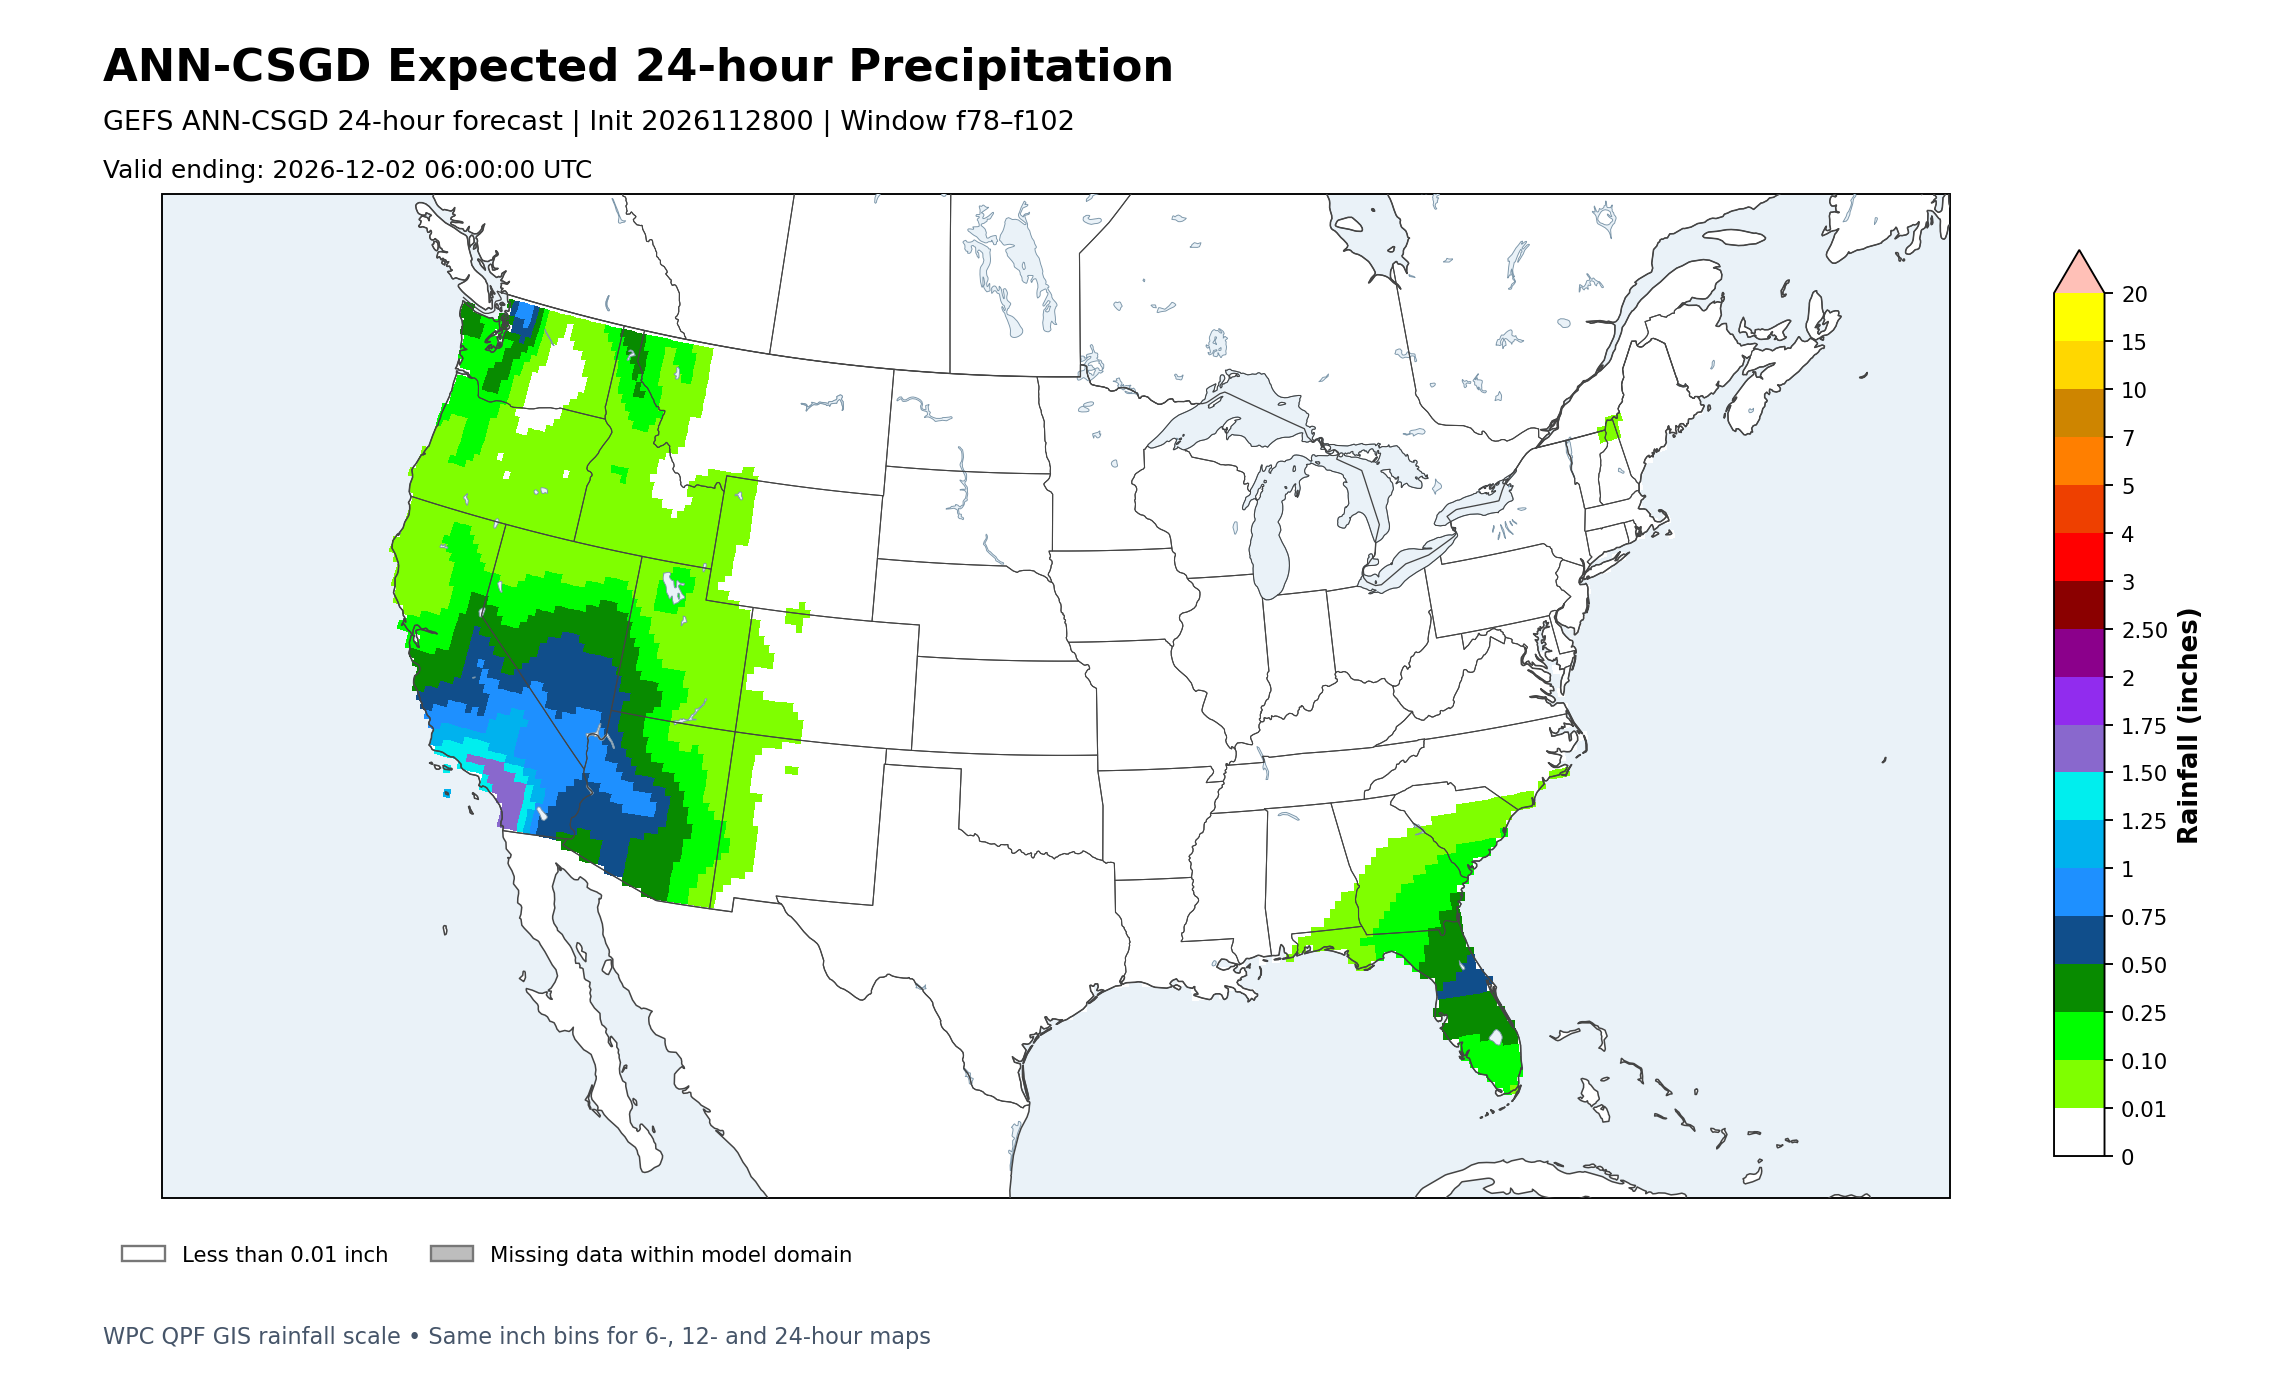 ANN-CSGD Expected 24-hour Precipitation
GEFS ANN-CSGD 24-hour forecast | Init 2026112800 | Window f78–f102
Valid ending: 2026-12-02 06:00:00 UTC
20
15
10
7
5
4
3
2.50
2
1.75
1.50
1.25
1
0.75
0.50
0.25
0.10
0.01
0
Rainfall (inches)
Less than 0.01 inch
Missing data within model domain
WPC QPF GIS rainfall scale • Same inch bins for 6-, 12- and 24-hour maps